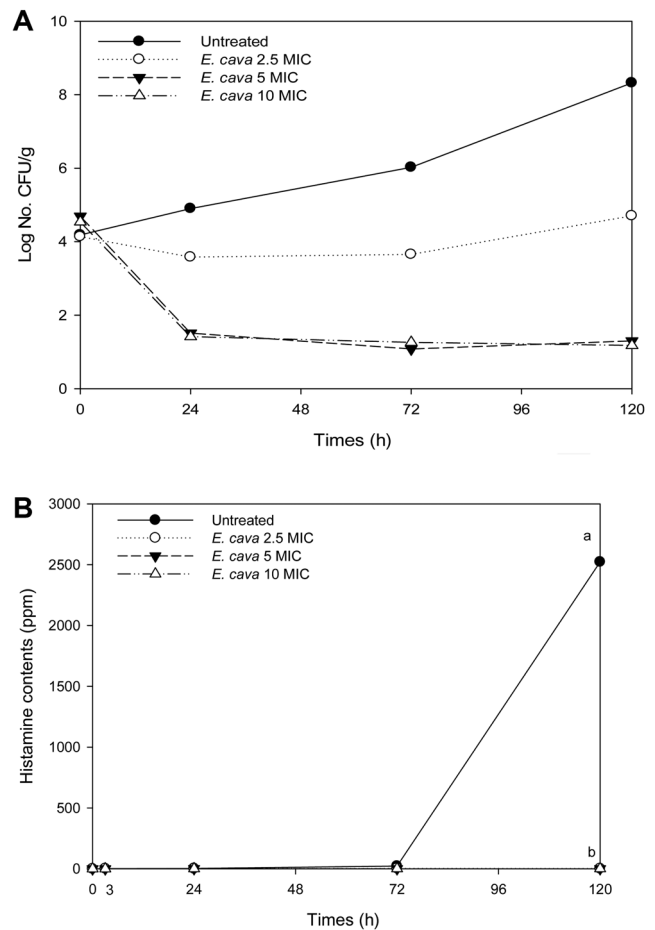 A
10
8
6
4
2
0
Log No. CFU/g
Untreated
E. cava 2.5 MIC
E. cava 5 MIC
E. cava 10 MIC
0 24 48 72 96 120
Times (h)
B
3000
2500
2000
1500
1000
500
0
Histamine contents (ppm)
Untreated
E. cava 2.5 MIC
E. cava 5 MIC
E. cava 10 MIC
a
b
0 3 24 48 72 96 120
Times (h)